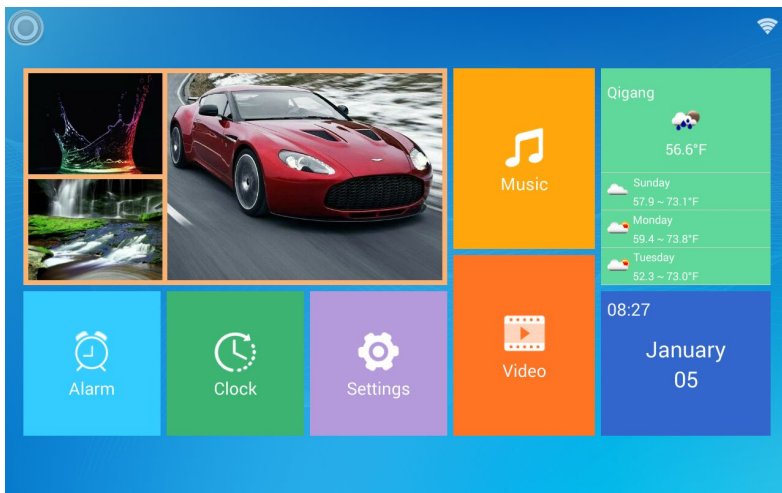 Music
Qigang
56.6°F
Sunday
57.9 ~ 73.1°F
Monday
59.4 ~ 73.8°F
Tuesday
52.3 ~ 73.0°F
Alarm
Clock
Settings
Video
08:27
January
05